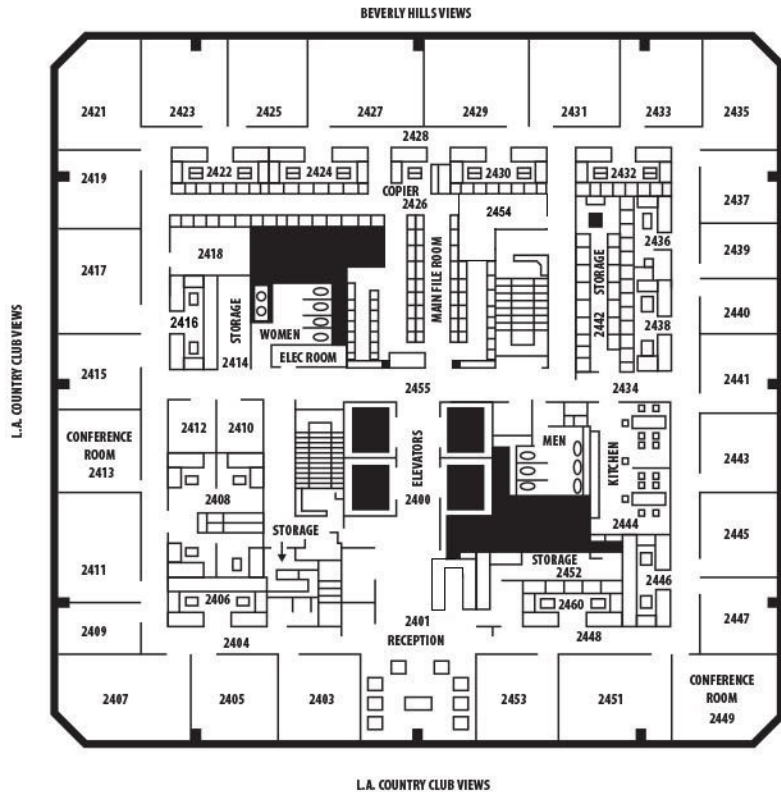 BEVERLY HILLS VIEWS
2421
2423
2425
2427
2429
2431
2433
2435
2428
2422
2424
2430
2432
2419
COPIER
2426
2454
2437
2436
2418
2439
2417
STORAGE
MAIN FILE ROOM
STORAGE
2442
2416
2440
WOMEN
2438
L.A. COUNTRY CLUB VIEWS
2414
ELEC ROOM
2415
2441
2455
2434
2412
2410
ELEVATORS
MEN
KITCHEN
CONFERENCE
ROOM
2413
2443
2408
2400
2444
STORAGE
2445
2411
STORAGE
2452
2446
2406
2460
2409
2401
2447
2404
RECEPTION
2448
2407
2405
2403
2453
2451
CONFERENCE
ROOM
2449
L.A. COUNTRY CLUB VIEWS